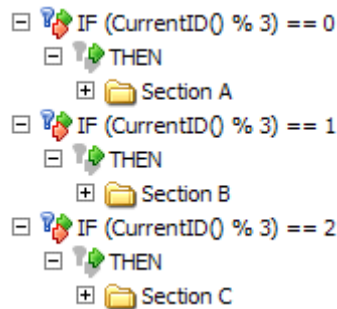 IF (CurrentID() % 3) == 0
THEN
Section A
IF (CurrentID() % 3) == 1
THEN
Section B
IF (CurrentID() % 3) == 2
THEN
Section C